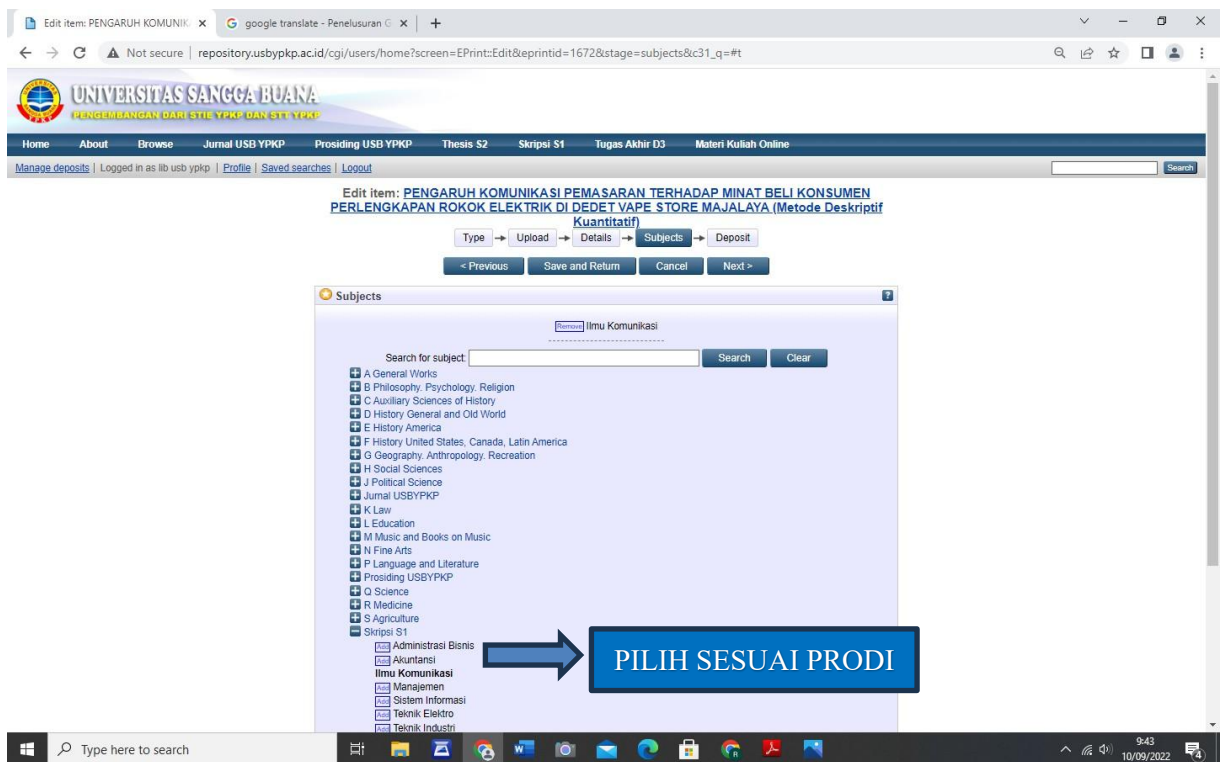 Edit item: PENGARUH KOMUNIK
google translate - Penelusuran G
Not secure
repository.usbypkp.ac.id/cgi/users/home?screen=EPrint::Edit&eprintid=1672&stage=subjects&c31_q=#t
UNIVERSITAS SANGGA BUANA
PENGEMBANGAN DARI STIE YPKP DAN STT YPKP
Home About Browse Jurnal USB YPKP Prosiding USB YPKP Thesis S2 Skripsi S1 Tugas Akhir D3 Materi Kuliah Online
Manage deposits | Logged in as lib usb ypkp | Profile | Saved searches | Logout
Search
Edit item: PENGARUH KOMUNIKASI PEMASARAN TERHADAP MINAT BELI KONSUMEN
PERLENGKAPAN ROKOK ELEKTRIK DI DEDET VAPE STORE MAJALAYA (Metode Deskriptif
Kuantitatif)
Type → Upload → Details → Subjects → Deposit
< Previous Save and Return Cancel Next >
Subjects
?
Remove Ilmu Komunikasi
Search for subject: Search Clear
A General Works
B Philosophy. Psychology. Religion
C Auxiliary Sciences of History
D History General and Old World
E History America
F History United States, Canada, Latin America
G Geography. Anthropology. Recreation
H Social Sciences
J Political Science
Jurnal USBYPKP
K Law
L Education
M Music and Books on Music
N Fine Arts
P Language and Literature
Prosiding USBYPKP
Q Science
R Medicine
S Agriculture
Skripsi S1
Add Administrasi Bisnis
Add Akuntansi
Ilmu Komunikasi
Add Manajemen
Add Sistem Informasi
Add Teknik Elektro
Add Teknik Industri
PILIH SESUAI PRODI
Type here to search
9:43
10/09/2022
4